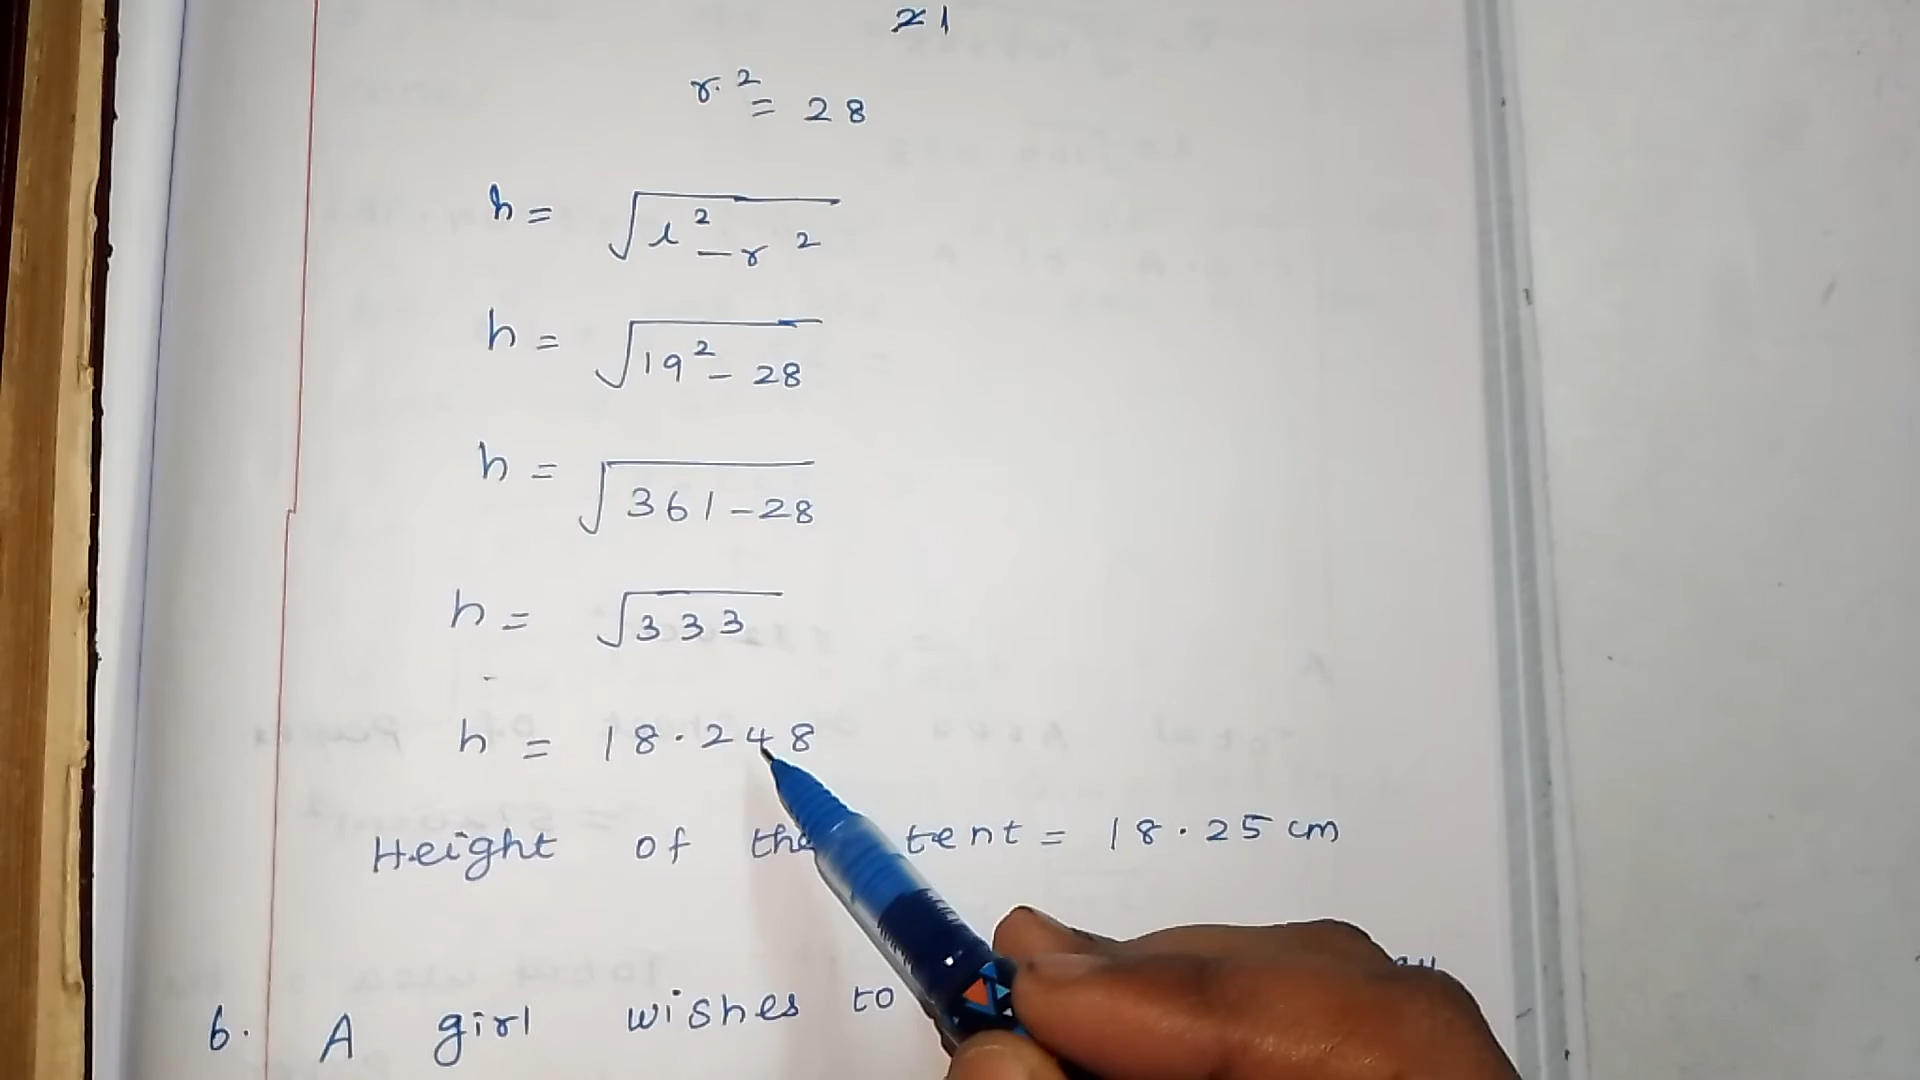 21
r² = 28
h = √l² - r²
h = √19² - 28
h = √361 - 28
h = √333
h = 18.248
Height of the tent = 18.25 cm
6. A girl wishes to